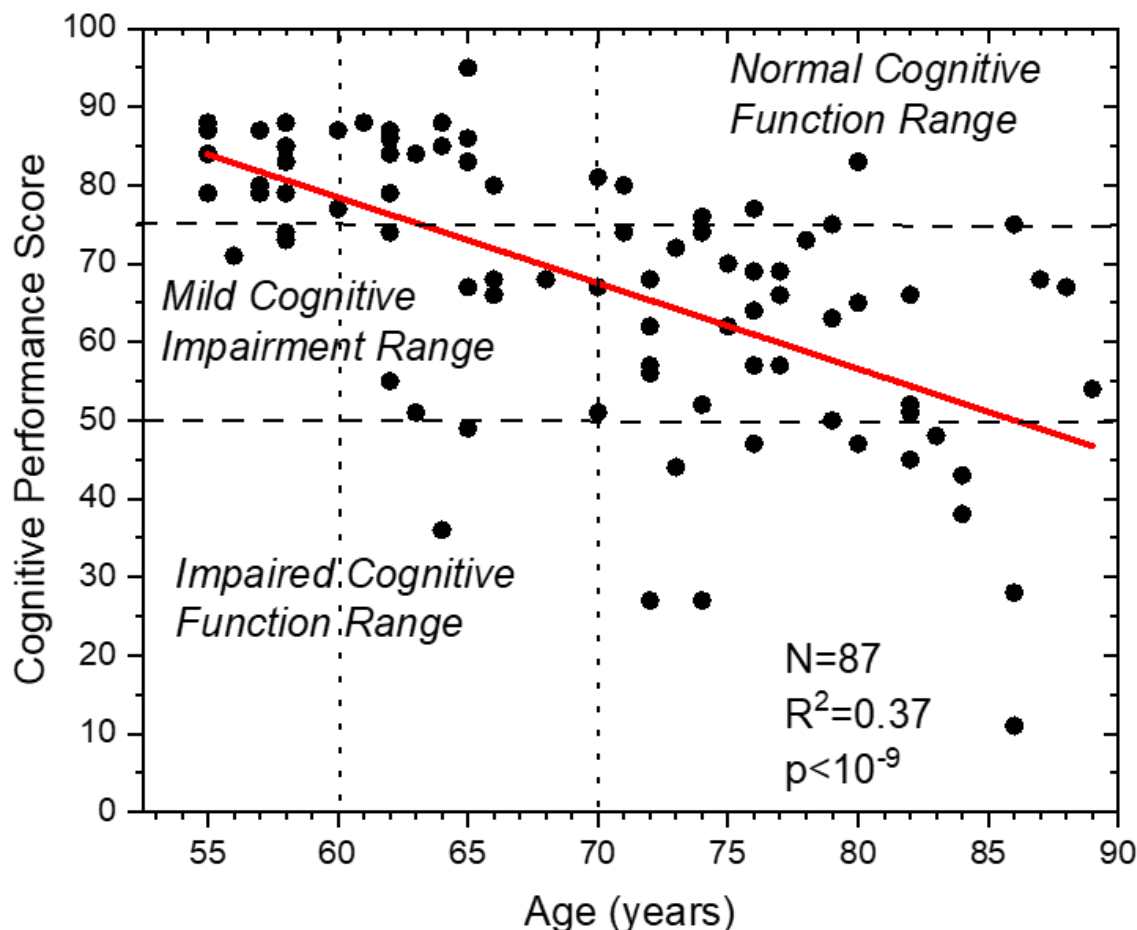 100
90
80
70
60
50
40
30
20
10
0
Cognitive Performance Score
Normal Cognitive
Function Range
Mild Cognitive
Impairment Range
Impaired Cognitive
Function Range
N=87
R²=0.37
p<10⁻⁹
55 60 65 70 75 80 85 90
Age (years)